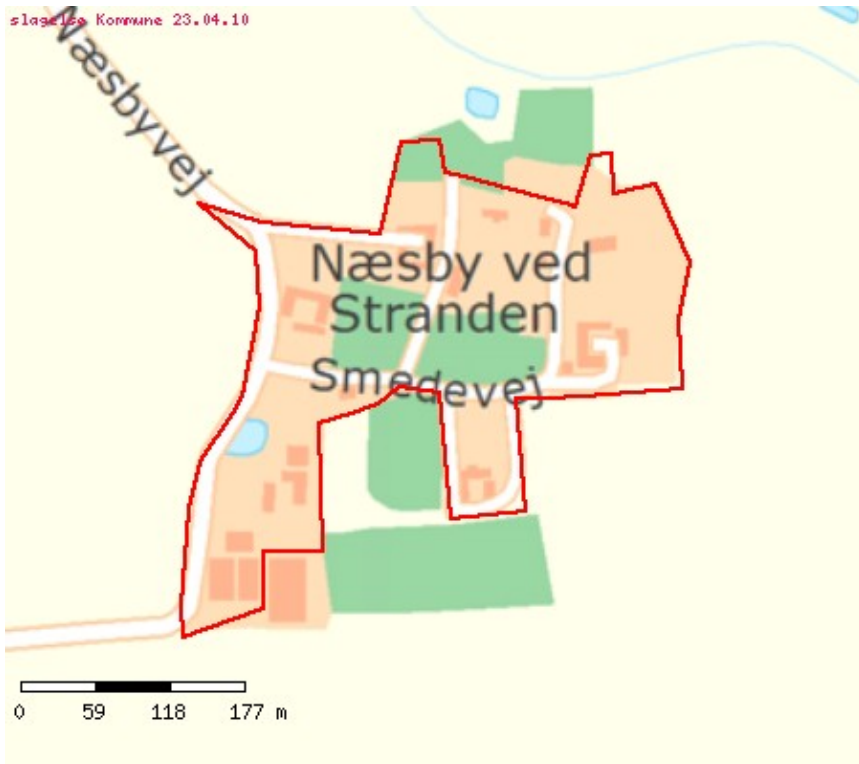 slagelse Kommune 23.04.10
Næsbyvej
Næsby ved
Stranden
Smedevej
0 59 118 177 m